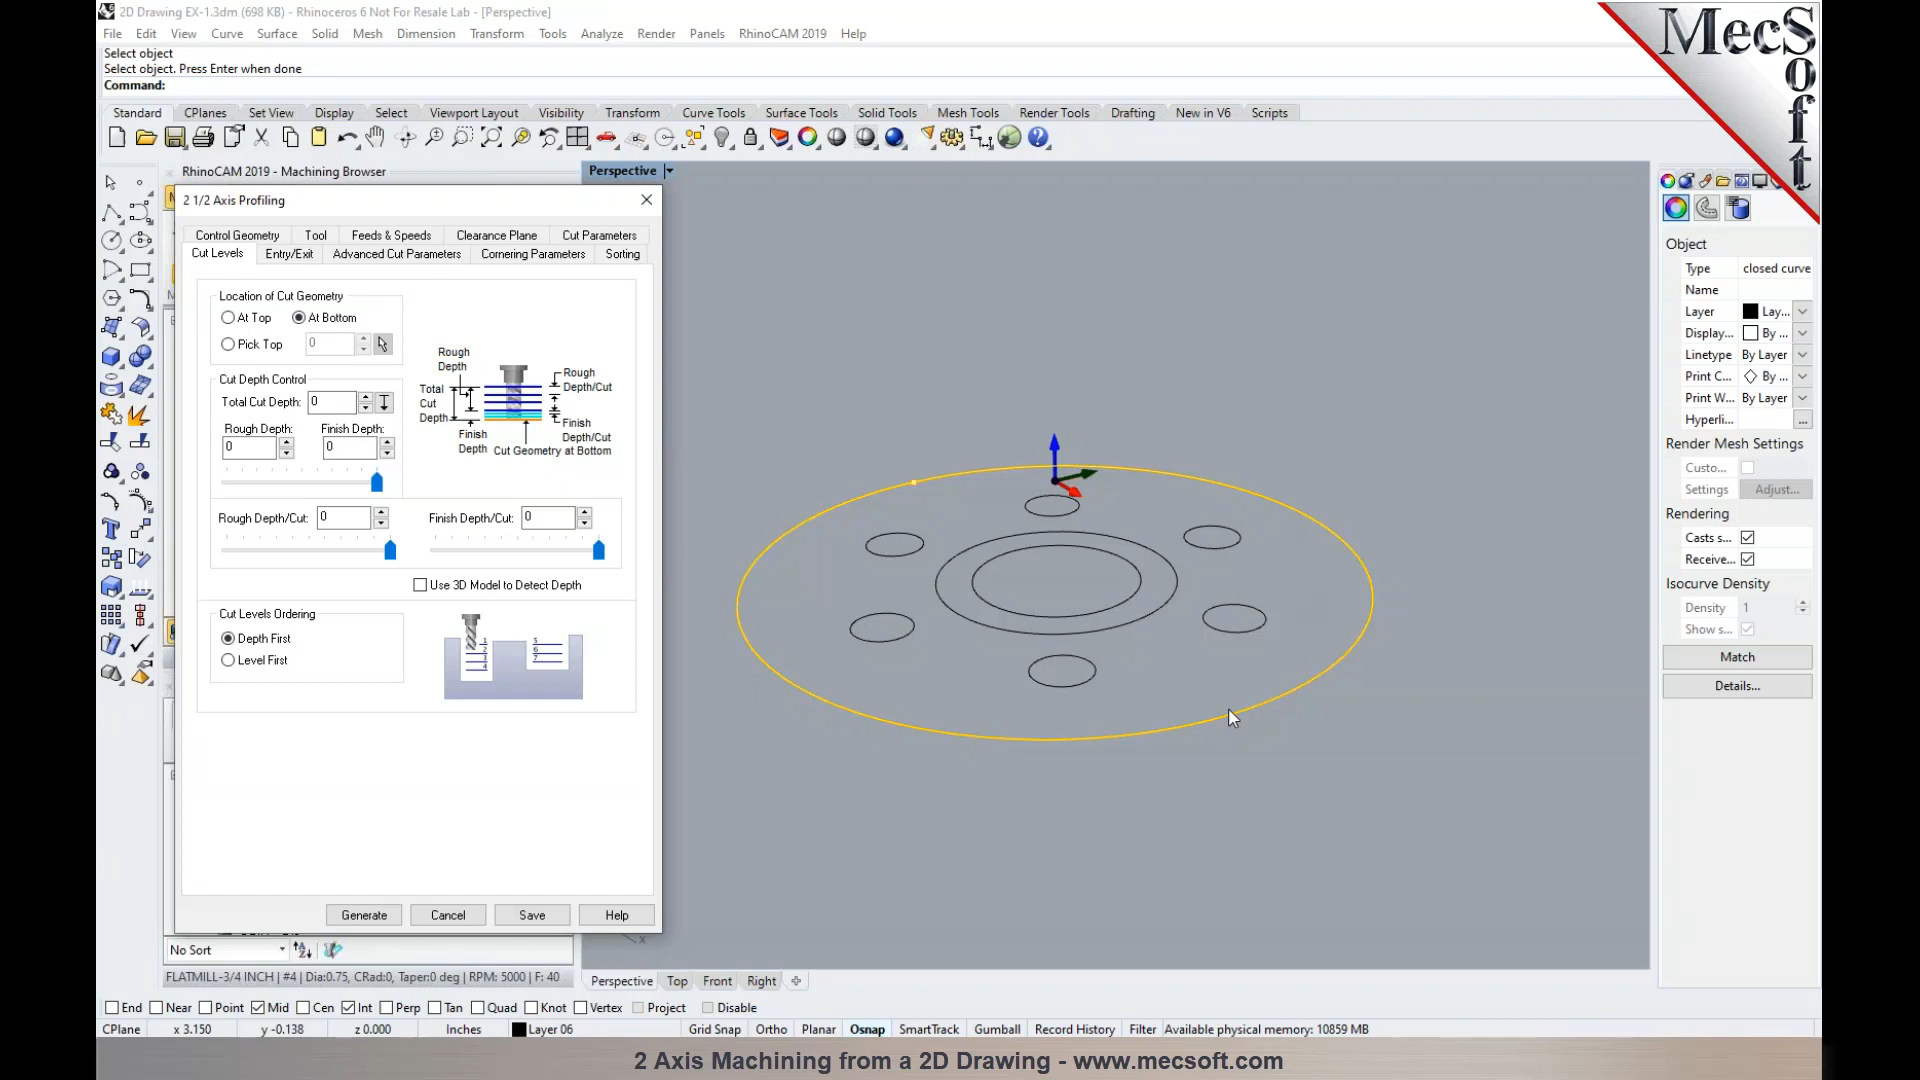 2D Drawing EX-1.3dm (698 KB) - Rhinoceros 6 Not For Resale Lab - [Perspective]
File Edit View Curve Surface Solid Mesh Dimension Transform Tools Analyze Render Panels RhinoCAM 2019 Help
Select object
Select object. Press Enter when done
Command:
MecSoft
Standard CPlanes Set View Display Select Viewport Layout Visibility Transform Curve Tools Surface Tools Solid Tools Mesh Tools Render Tools Drafting New in V6 Scripts
RhinoCAM 2019 - Machining Browser
Perspective
2 1/2 Axis Profiling
Control Geometry Tool Feeds & Speeds Clearance Plane Cut Parameters
Cut Levels Entry/Exit Advanced Cut Parameters Cornering Parameters Sorting
Location of Cut Geometry
At Top At Bottom
Pick Top 0
Cut Depth Control
Total Cut Depth: 0
Rough Depth: Finish Depth:
0 0
Rough
Depth
Total
Cut
Depth
Finish
Depth
Rough
Depth/Cut
Finish
Depth/Cut
Cut Geometry at Bottom
Rough Depth/Cut: 0 Finish Depth/Cut: 0
Use 3D Model to Detect Depth
Cut Levels Ordering
Depth First
Level First
1
2
3
4
5
6
7
Generate Cancel Save Help
No Sort
FLATMILL-3/4 INCH | #4 | Dia:0.75, CRad:0, Taper:0 deg | RPM: 5000 | F: 40
x
Perspective Top Front Right
Object
Type closed curve
Name
Layer Lay...
Display... By ...
Linetype By Layer
Print C... By ...
Print W... By Layer
Hyperli... ...
Render Mesh Settings
Custo...
Settings Adjust...
Rendering
Casts s...
Receive...
Isocurve Density
Density 1
Show s...
Match
Details...
End Near Point Mid Cen Int Perp Tan Quad Knot Vertex Project Disable
CPlane x 3.150 y -0.138 z 0.000 Inches Layer 06 Grid Snap Ortho Planar Osnap SmartTrack Gumball Record History Filter Available physical memory: 10859 MB
2 Axis Machining from a 2D Drawing - www.mecsoft.com